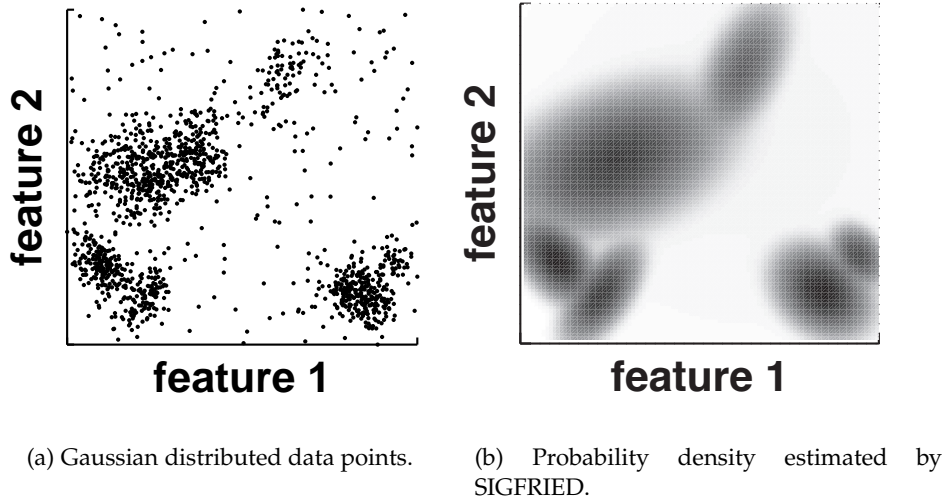 feature 2
feature 1
(a) Gaussian distributed data points.
feature 2
feature 1
(b) Probability density estimated by
SIGFRIED.